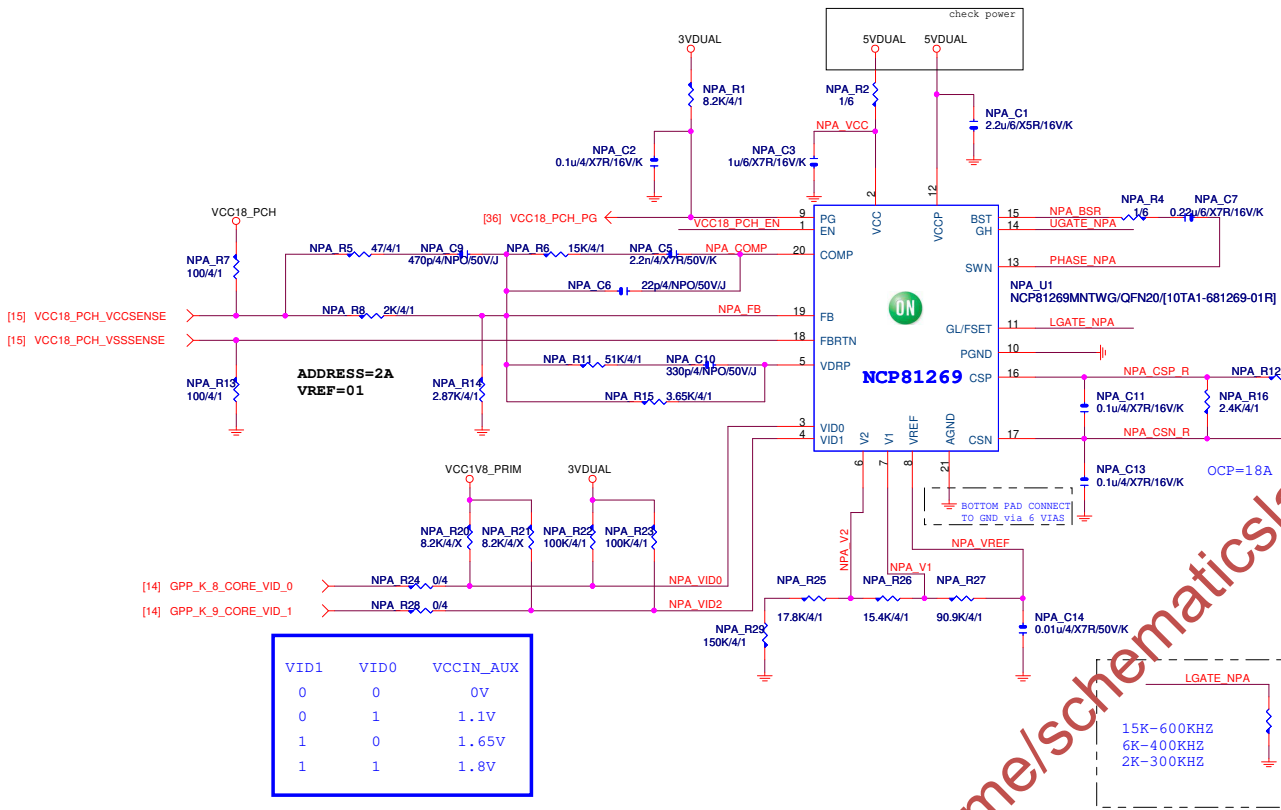 check power
3VDUAL
5VDUAL
5VDUAL
NPA_R1
8.2K/4/1
NPA_R2
1/6
NPA_C1
2.2u/6/X5R/16V/K
NPA_VCC
NPA_C2
0.1u/4/X7R/16V/K
NPA_C3
1u/6/X7R/16V/K
2
12
VCC18_PCH
[36] VCC18_PCH_PG
VCC18_PCH_EN
9
1
PG
EN
VCC
VCCP
BST
GH
15
14
NPA_BSR
UGATE_NPA
NPA_R4
1/6
NPA_C7
0.22u/6/X7R/16V/K
NPA_R5
47/4/1
NPA_C9
470p/4/NPO/50V/J
NPA_R6
15K/4/1
NPA_C5
2.2n/4/X7R/50V/K
NPA_COMP
20
COMP
SWN
13
PHASE_NPA
NPA_R7
100/4/1
NPA_C6
22p/4/NPO/50V/J
NPA_U1
NCP81269MNTWG/QFN20/[10TA1-681269-01R]
ON
[15] VCC18_PCH_VCCSENSE
NPA_R8
2K/4/1
NPA_FB
19
FB
GL/FSET
11
LGATE_NPA
[15] VCC18_PCH_VSSSENSE
18
FBRTN
PGND
10
NPA_R13
100/4/1
ADDRESS=2A
VREF=01
NPA_R14
2.87K/4/1
NPA_R11
51K/4/1
NPA_C10
330p/4/NPO/50V/J
5
VDRP
NCP81269
CSP
16
NPA_CSP_R
NPA_R12
NPA_R15
3.65K/4/1
NPA_C11
0.1u/4/X7R/16V/K
NPA_R16
2.4K/4/1
3
4
VID0
VID1
V2
V1
VREF
AGND
CSN
17
NPA_CSN_R
6
7
8
21
NPA_C13
0.1u/4/X7R/16V/K
OCP=18A
BOTTOM PAD CONNECT
TO GND via 6 VIAS
VCC1V8_PRIM
3VDUAL
NPA_R20
8.2K/4/X
NPA_R21
8.2K/4/X
NPA_R22
100K/4/1
NPA_R23
100K/4/1
NPA_V2
NPA_V1
NPA_VREF
[14] GPP_K_8_CORE_VID_0
NPA_R24
0/4
NPA_VID0
[14] GPP_K_9_CORE_VID_1
NPA_R28
0/4
NPA_VID2
NPA_R25
17.8K/4/1
NPA_R26
15.4K/4/1
NPA_R27
90.9K/4/1
NPA_R29
150K/4/1
NPA_C14
0.01u/4/X7R/50V/K
VID1 VID0 VCCIN_AUX
0 0 0V
0 1 1.1V
1 0 1.65V
1 1 1.8V
LGATE_NPA
15K-600KHZ
6K-400KHZ
2K-300KHZ
me/schematicsl